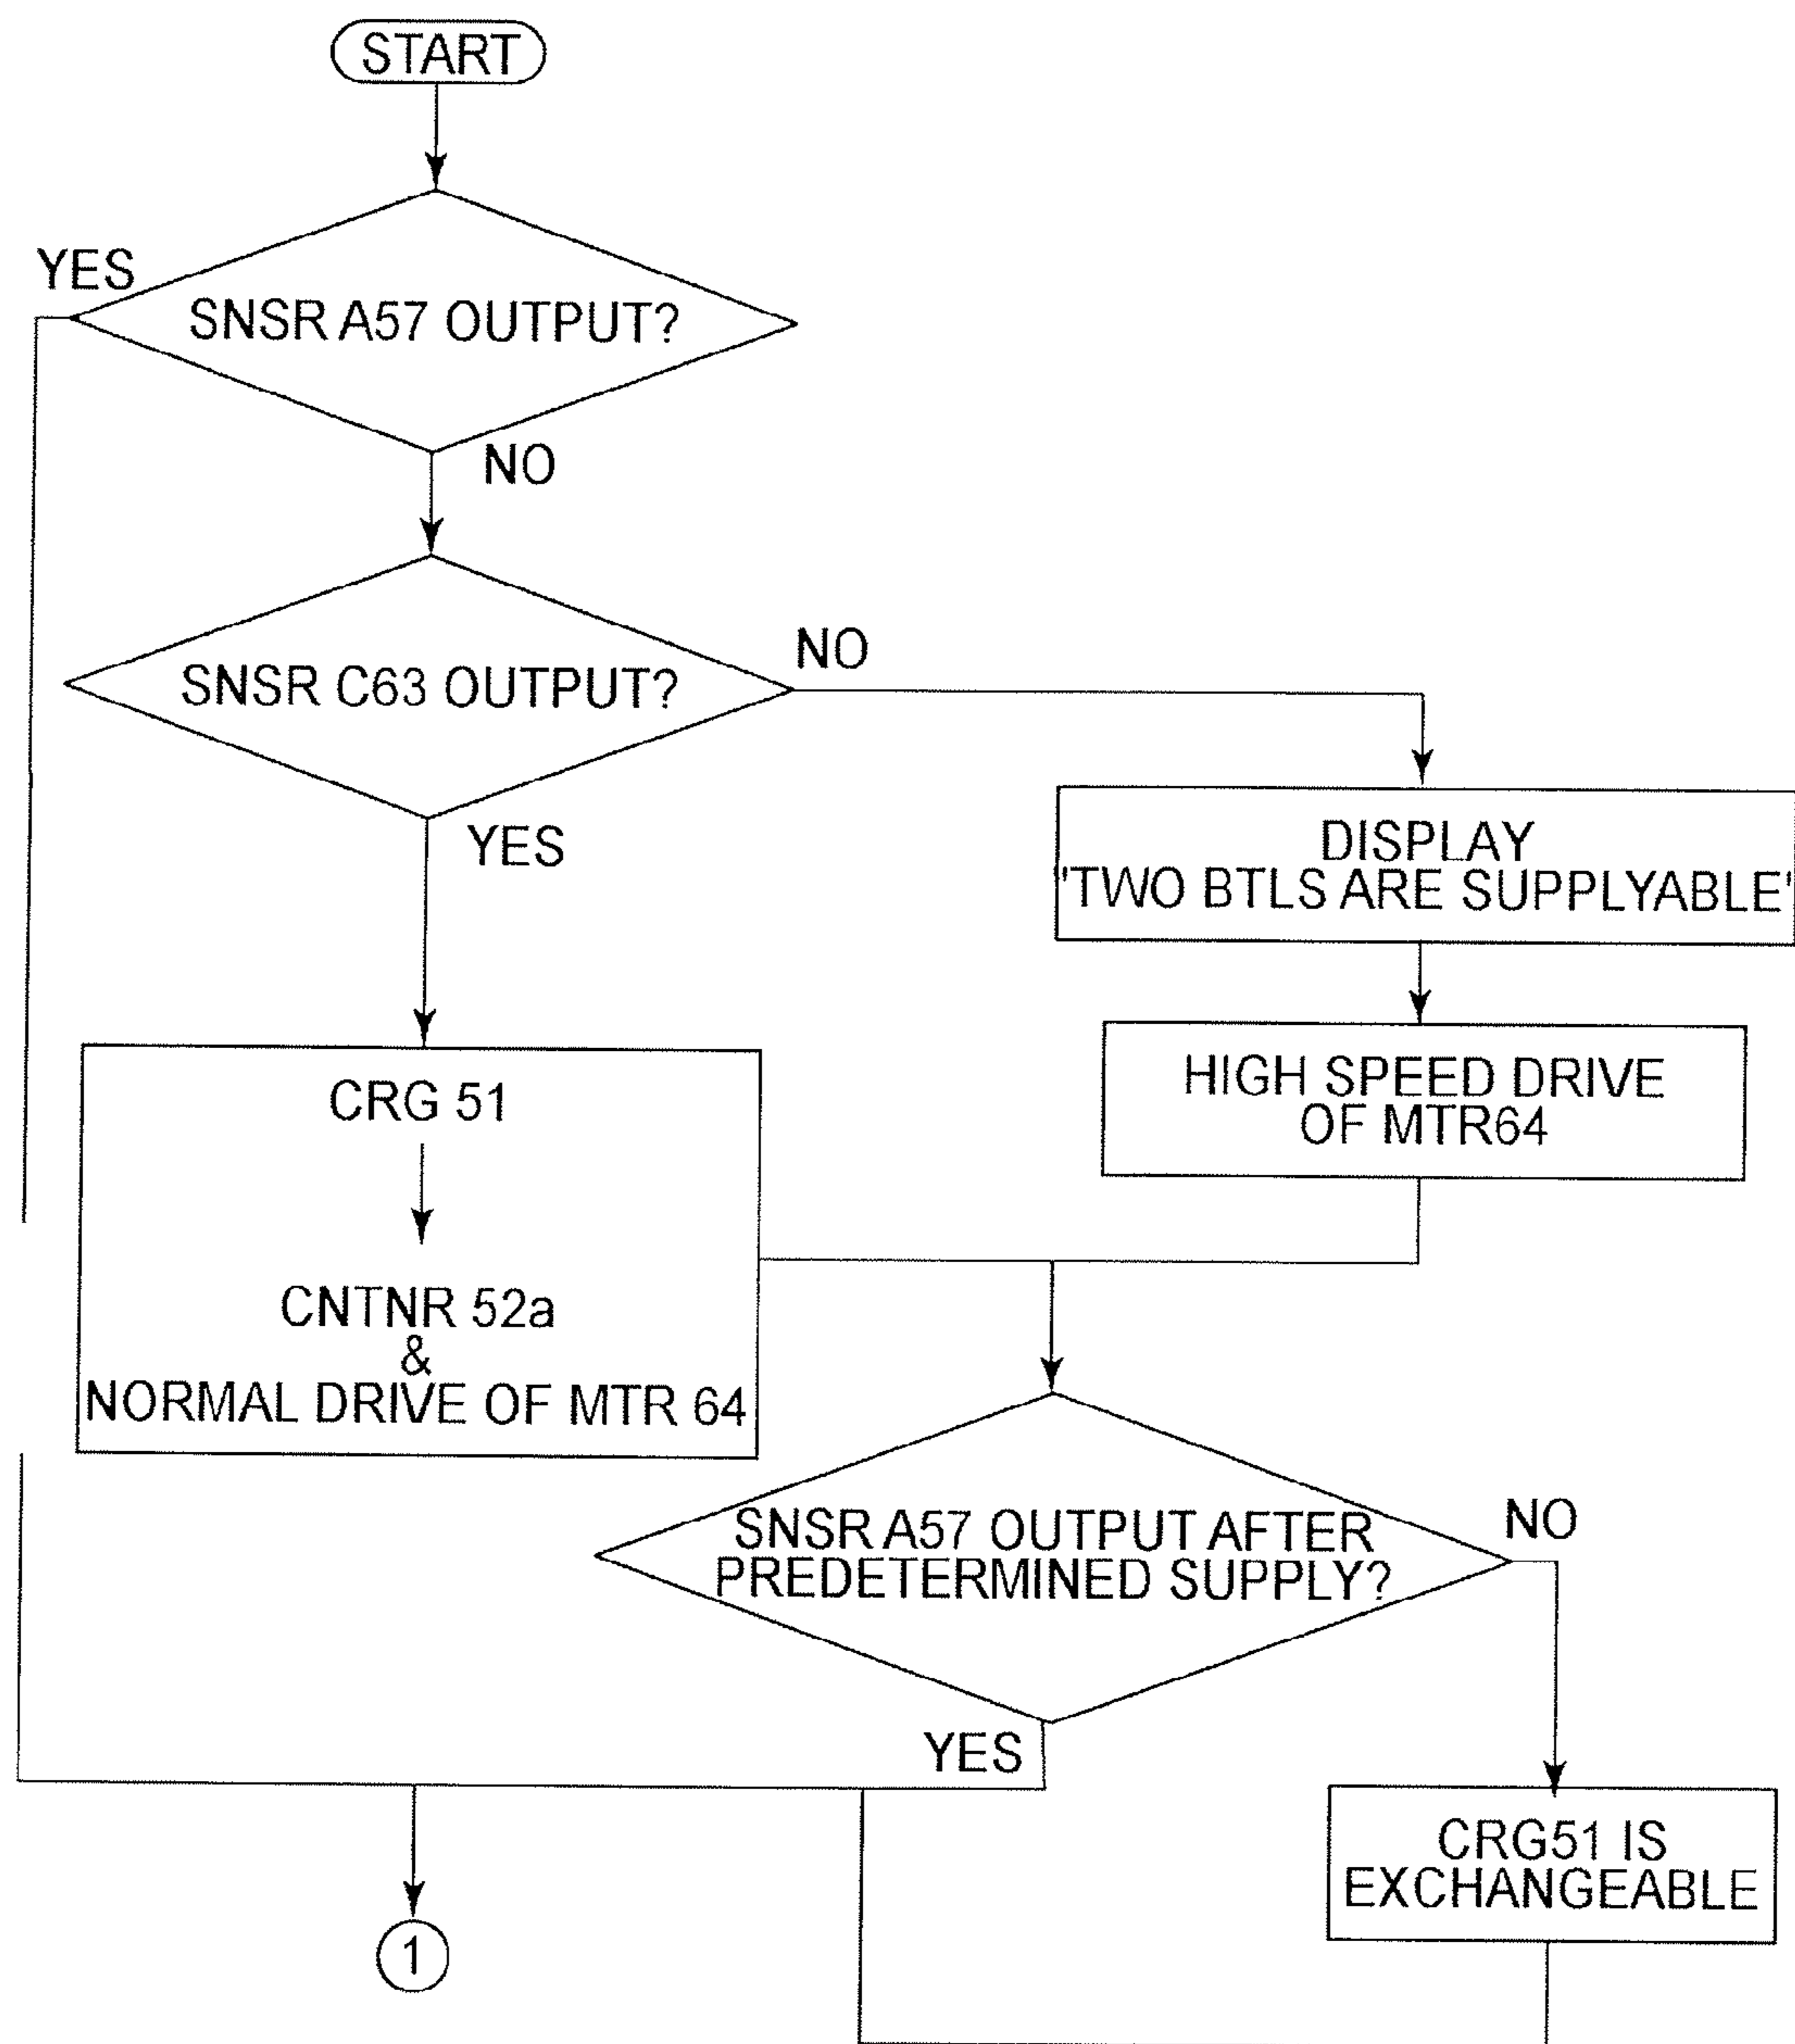 START
YES
SNSR A57 OUTPUT?
NO
SNSR C63 OUTPUT?
NO
YES
DISPLAY
'TWO BTLS ARE SUPPLYABLE'
HIGH SPEED DRIVE
OF MTR64
CRG 51
CNTNR 52a
&
NORMAL DRIVE OF MTR 64
SNSR A57 OUTPUT AFTER
PREDETERMINED SUPPLY?
NO
YES
CRG51 IS
EXCHANGEABLE
1